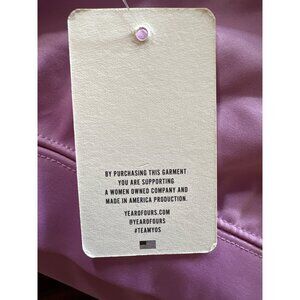 BY PURCHASING THIS GARMENT
YOU ARE SUPPORTING
A WOMEN OWNED COMPANY AND
MADE IN AMERICA PRODUCTION.
YEAROFOURS.COM
@YEAROFOURS
#TEAMYOS